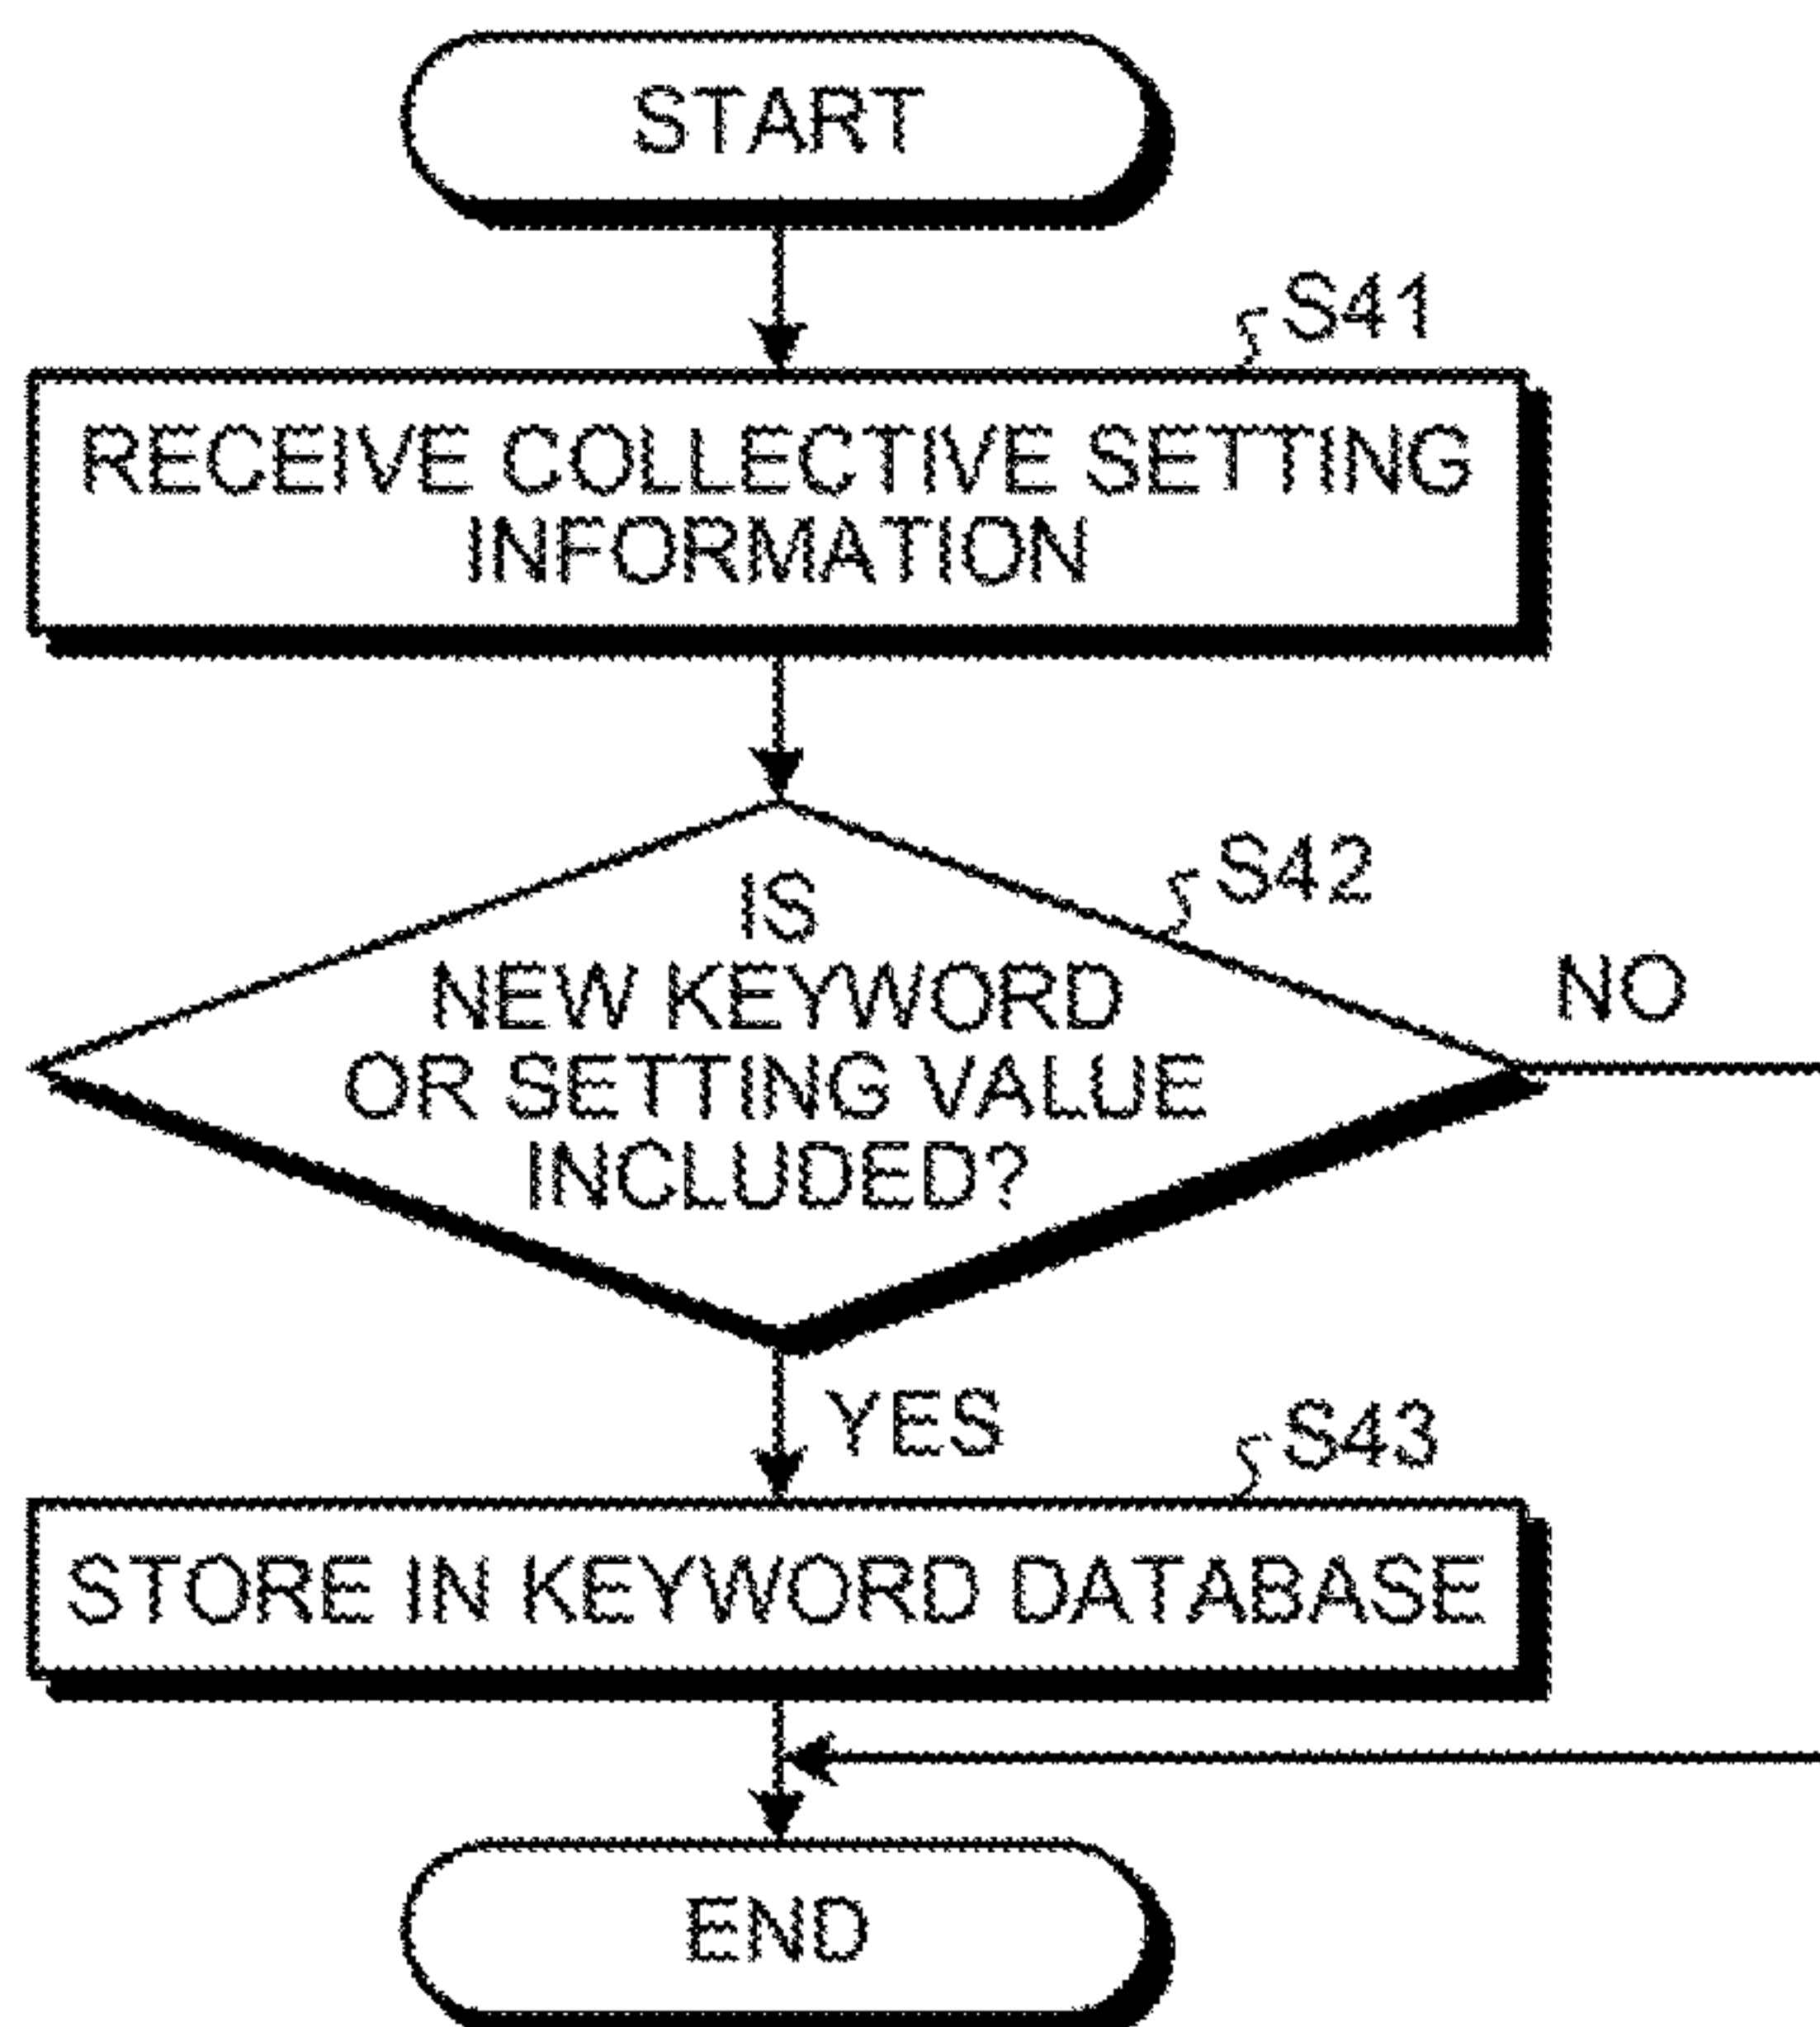 START
S41
RECEIVE COLLECTIVE SETTING
INFORMATION
S42
IS
NEW KEYWORD
OR SETTING VALUE
INCLUDED?
NO
YES
S43
STORE IN KEYWORD DATABASE
END